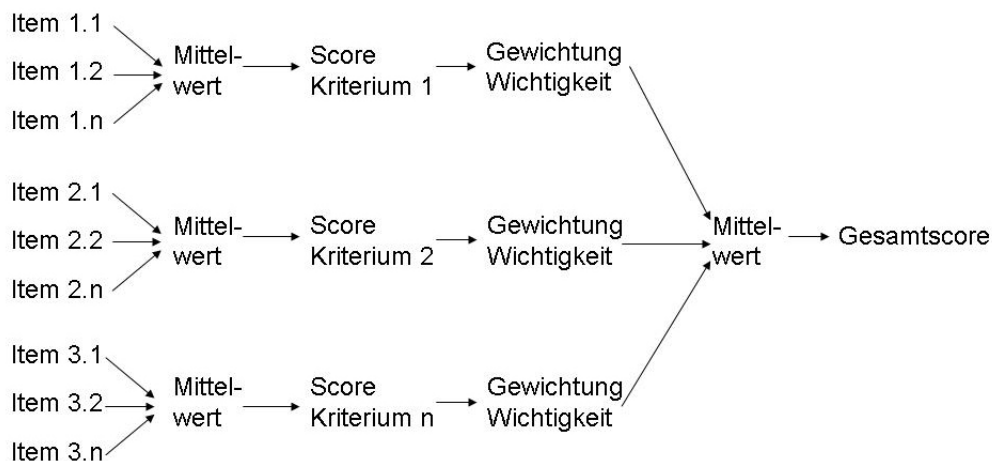 Item 1.1
Item 1.2
Item 1.n
Mittel-
wert
Score
Kriterium 1
Gewichtung
Wichtigkeit
Item 2.1
Item 2.2
Item 2.n
Mittel-
wert
Score
Kriterium 2
Gewichtung
Wichtigkeit
Item 3.1
Item 3.2
Item 3.n
Mittel-
wert
Score
Kriterium n
Gewichtung
Wichtigkeit
Mittel-
wert
Gesamtscore